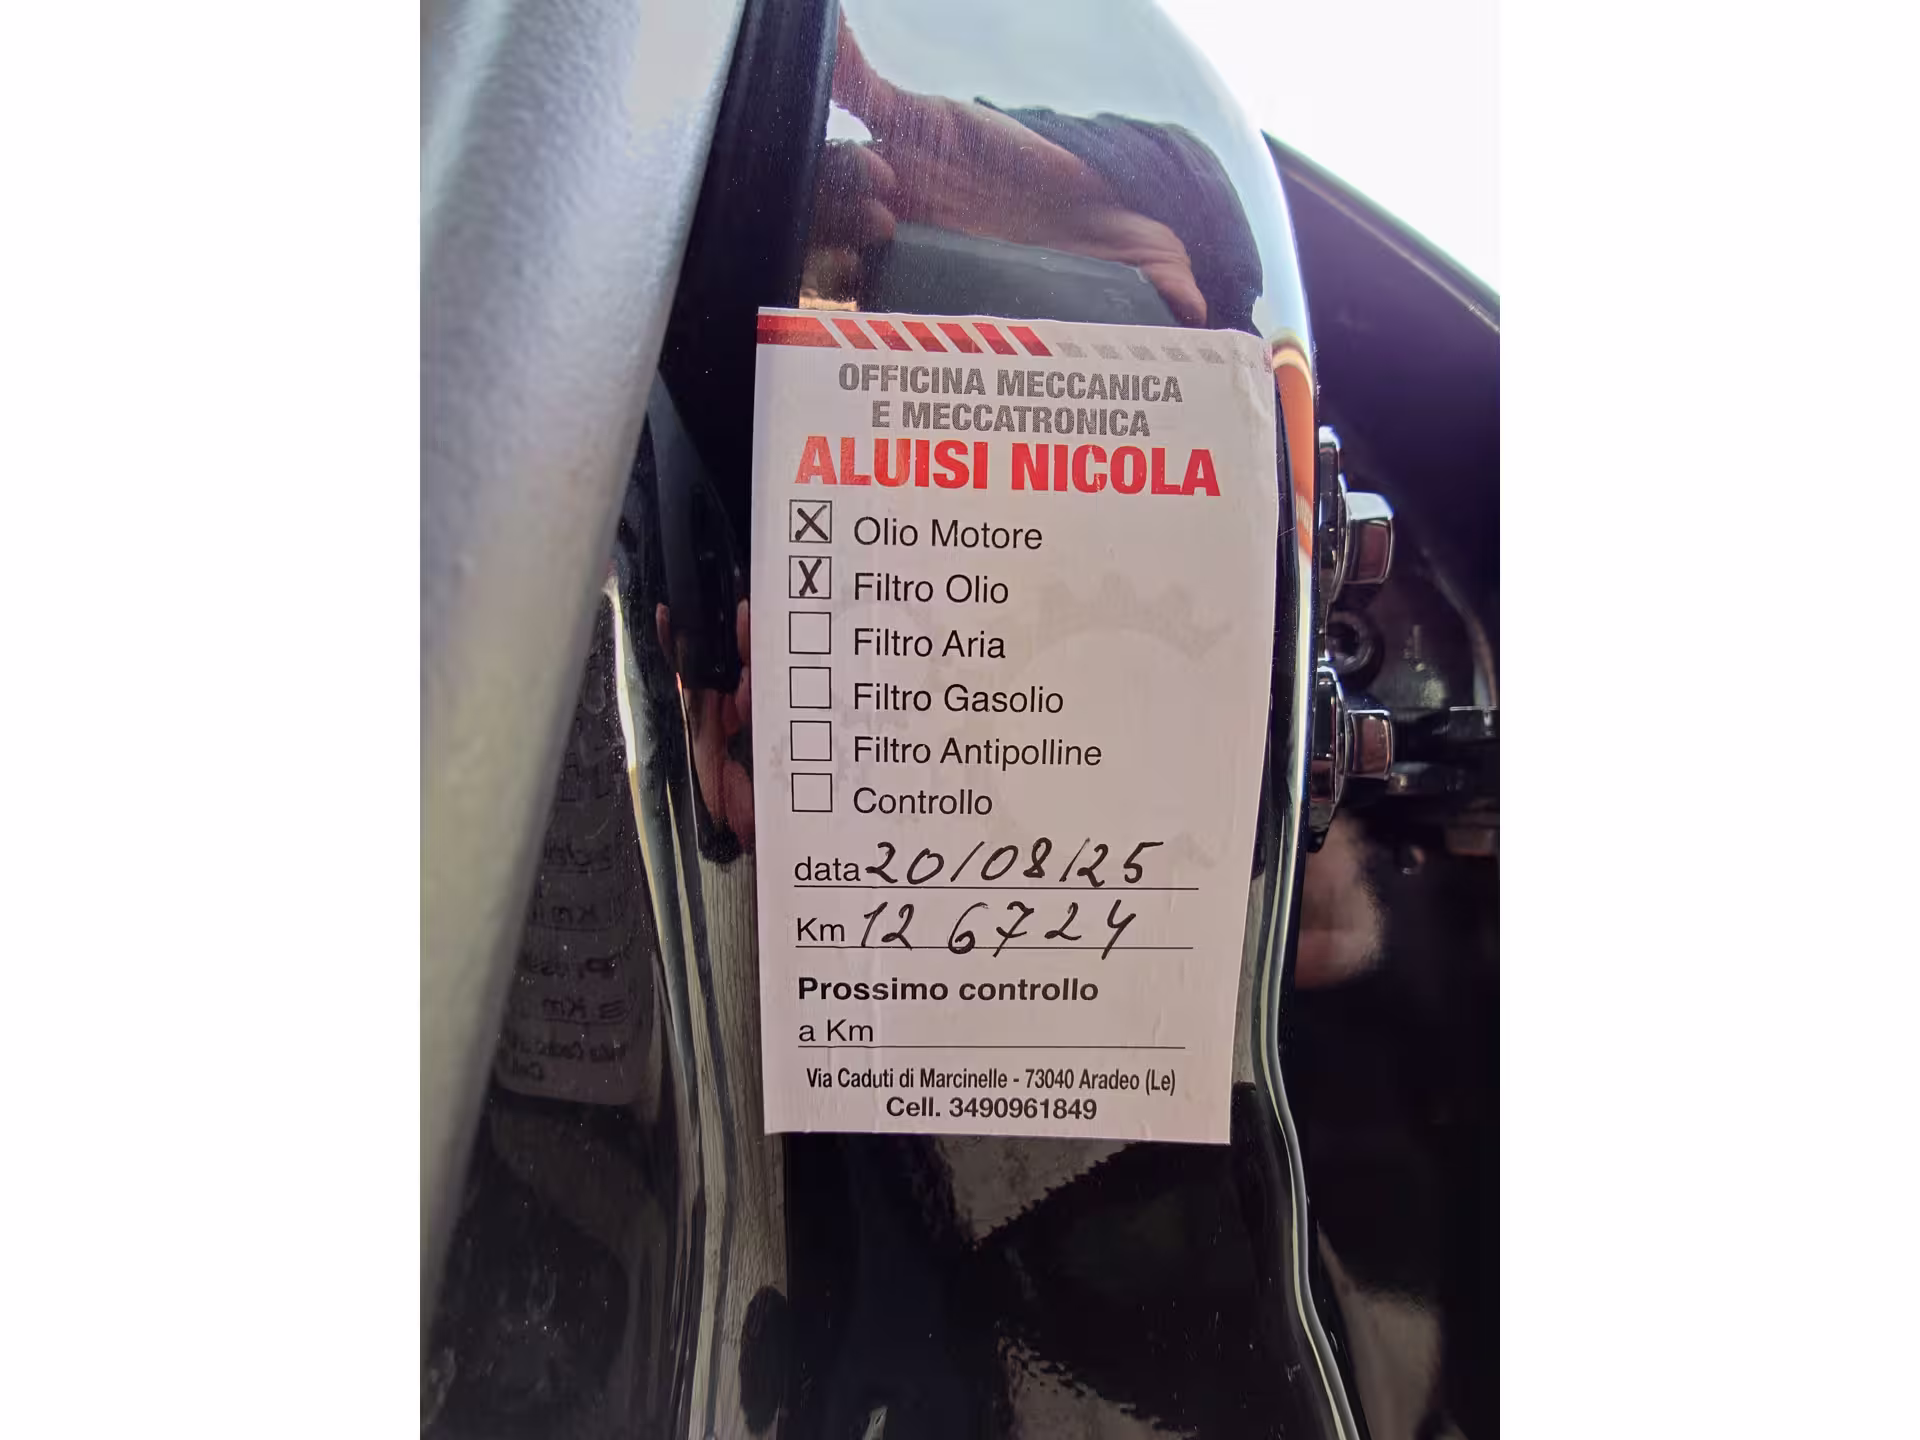 OFFICINA MECCANICA
E MECCATRONICA
ALUISI NICOLA
Olio Motore
Filtro Olio
Filtro Aria
Filtro Gasolio
Filtro Antipolline
Controllo
data 20/08/25
Km 126724
Prossimo controllo
a Km
Via Caduti di Marcinelle - 73040 Aradeo (Le)
Cell. 3490961849